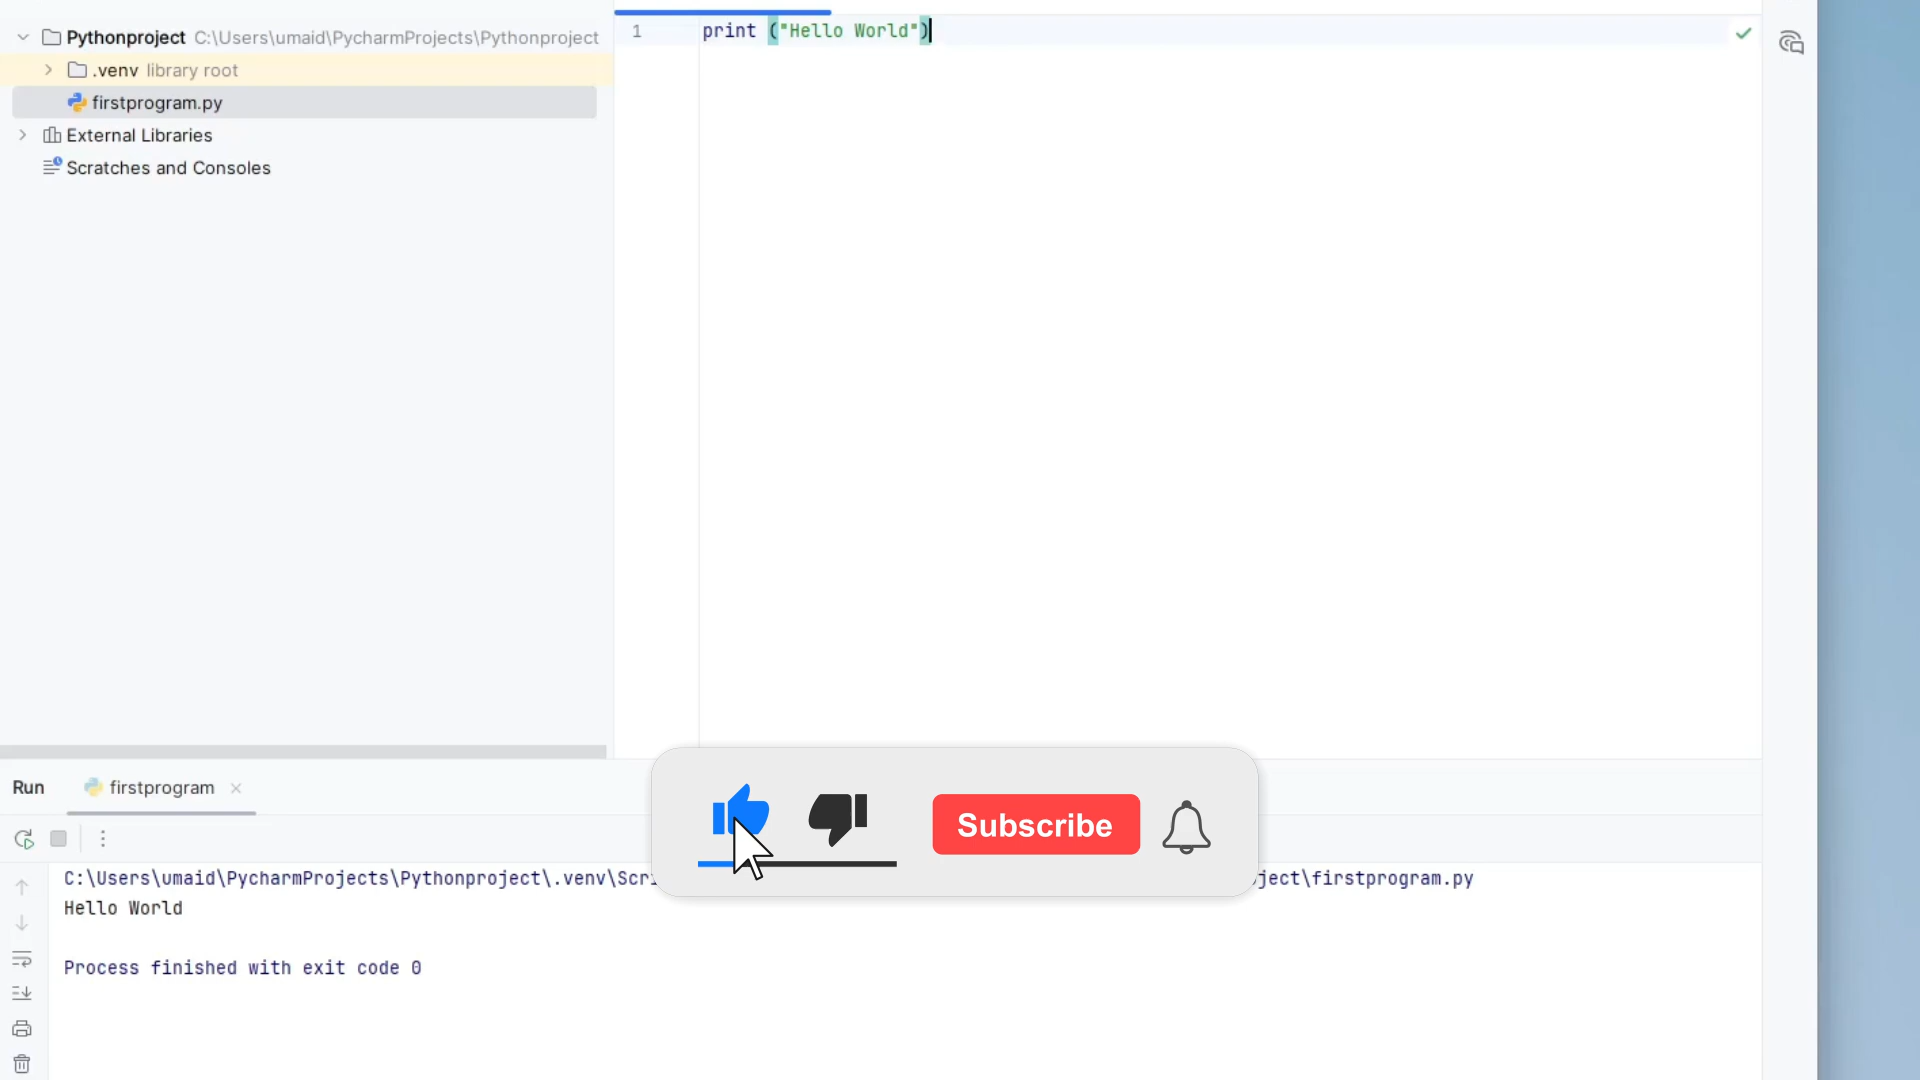 Pythonproject C:\Users\umaid\PycharmProjects\Pythonproject
.venv library root
firstprogram.py
External Libraries
Scratches and Consoles
1 print ("Hello World")
Run firstprogram
Subscribe
C:\Users\umaid\PycharmProjects\Pythonproject\.venv\Scri ject\firstprogram.py
Hello World
Process finished with exit code 0